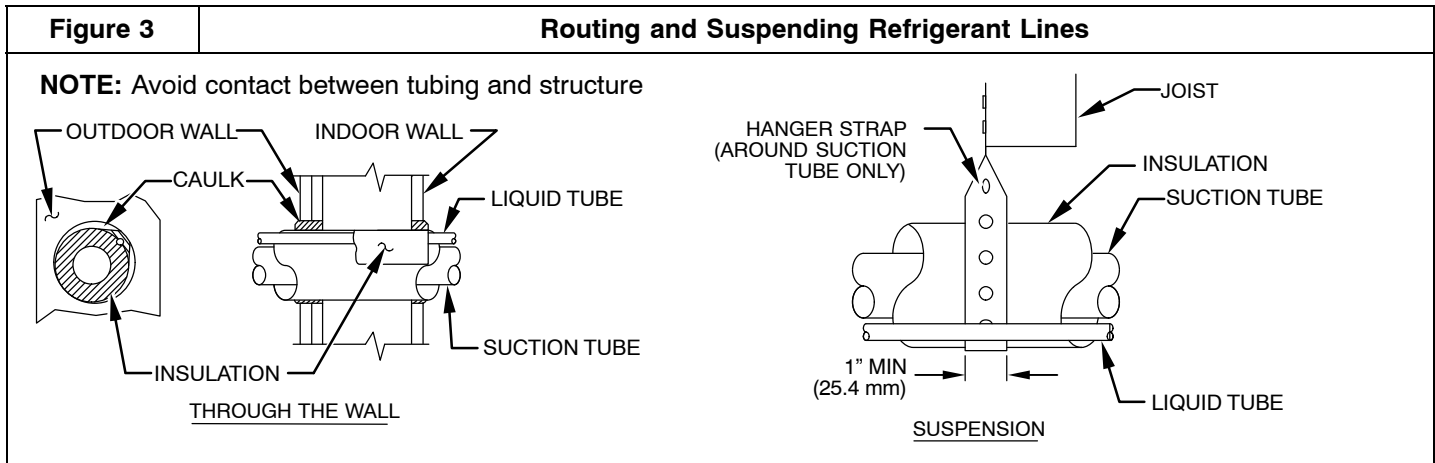 Figure 3
Routing and Suspending Refrigerant Lines
NOTE: Avoid contact between tubing and structure
OUTDOOR WALL
INDOOR WALL
CAULK
LIQUID TUBE
SUCTION TUBE
INSULATION
THROUGH THE WALL
JOIST
HANGER STRAP
(AROUND SUCTION
TUBE ONLY)
INSULATION
SUCTION TUBE
1” MIN
(25.4 mm)
LIQUID TUBE
SUSPENSION